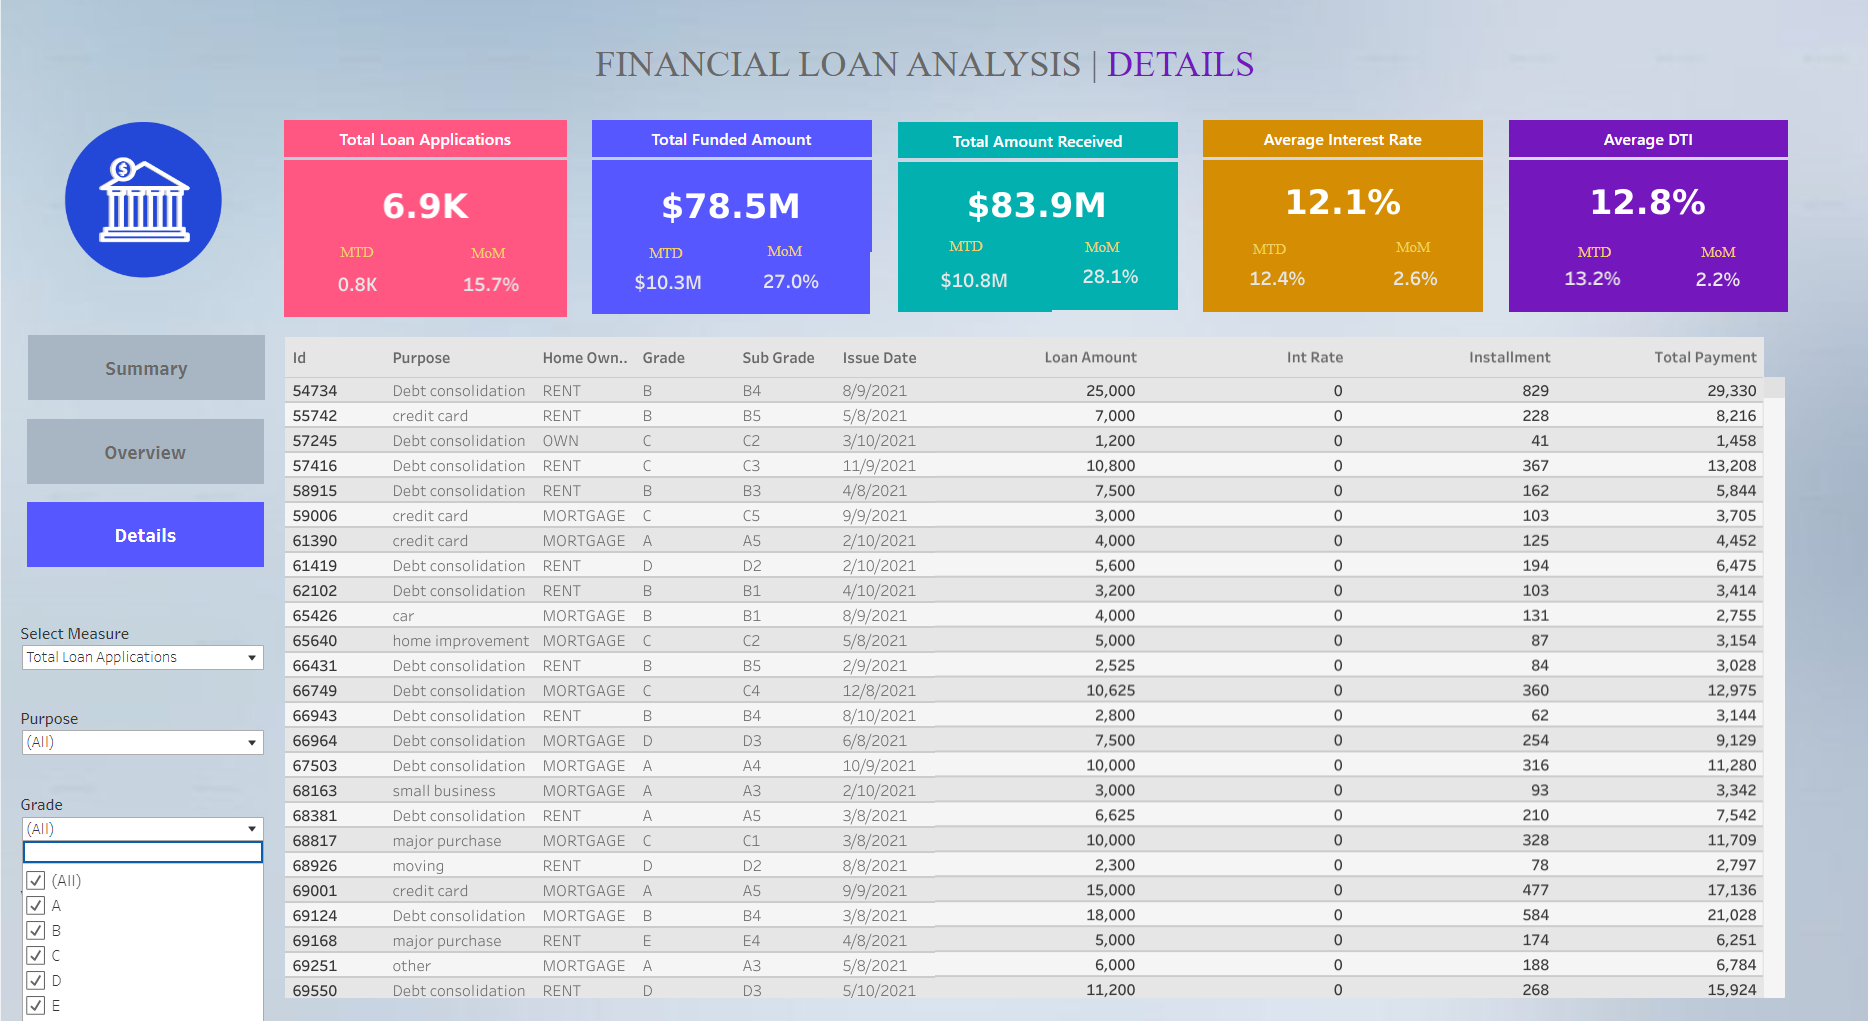 FINANCIAL LOAN ANALYSIS | DETAILS
Total Loan Applications
6.9K
MTD MoM
0.8K 15.7%
Total Funded Amount
$78.5M
MTD MoM
$10.3M 27.0%
Total Amount Received
$83.9M
MTD MoM
$10.8M 28.1%
Average Interest Rate
12.1%
MTD MoM
12.4% 2.6%
Average DTI
12.8%
MTD MoM
13.2% 2.2%
$
Summary
Overview
Details
Select Measure
Total Loan Applications
Purpose
(All)
Grade
(All)
(All)
A
B
C
D
E
Id Purpose Home Own.. Grade Sub Grade Issue Date Loan Amount Int Rate Installment Total Payment
54734 Debt consolidation RENT B B4 8/9/2021 25,000 0 829 29,330
55742 credit card RENT B B5 5/8/2021 7,000 0 228 8,216
57245 Debt consolidation OWN C C2 3/10/2021 1,200 0 41 1,458
57416 Debt consolidation RENT C C3 11/9/2021 10,800 0 367 13,208
58915 Debt consolidation RENT B B3 4/8/2021 7,500 0 162 5,844
59006 credit card MORTGAGE C C5 9/9/2021 3,000 0 103 3,705
61390 credit card MORTGAGE A A5 2/10/2021 4,000 0 125 4,452
61419 Debt consolidation RENT D D2 2/10/2021 5,600 0 194 6,475
62102 Debt consolidation RENT B B1 4/10/2021 3,200 0 103 3,414
65426 car MORTGAGE B B1 8/9/2021 4,000 0 131 2,755
65640 home improvement MORTGAGE C C2 5/8/2021 5,000 0 87 3,154
66431 Debt consolidation RENT B B5 2/9/2021 2,525 0 84 3,028
66749 Debt consolidation MORTGAGE C C4 12/8/2021 10,625 0 360 12,975
66943 Debt consolidation RENT B B4 8/10/2021 2,800 0 62 3,144
66964 Debt consolidation MORTGAGE D D3 6/8/2021 7,500 0 254 9,129
67503 Debt consolidation MORTGAGE A A4 10/9/2021 10,000 0 316 11,280
68163 small business MORTGAGE A A3 2/10/2021 3,000 0 93 3,342
68381 Debt consolidation RENT A A5 3/8/2021 6,625 0 210 7,542
68817 major purchase MORTGAGE C C1 3/8/2021 10,000 0 328 11,709
68926 moving RENT D D2 8/8/2021 2,300 0 78 2,797
69001 credit card MORTGAGE A A5 9/9/2021 15,000 0 477 17,136
69124 Debt consolidation MORTGAGE B B4 3/8/2021 18,000 0 584 21,028
69168 major purchase RENT E E4 4/8/2021 5,000 0 174 6,251
69251 other MORTGAGE A A3 5/8/2021 6,000 0 188 6,784
69550 Debt consolidation RENT D D3 5/10/2021 11,200 0 268 15,924